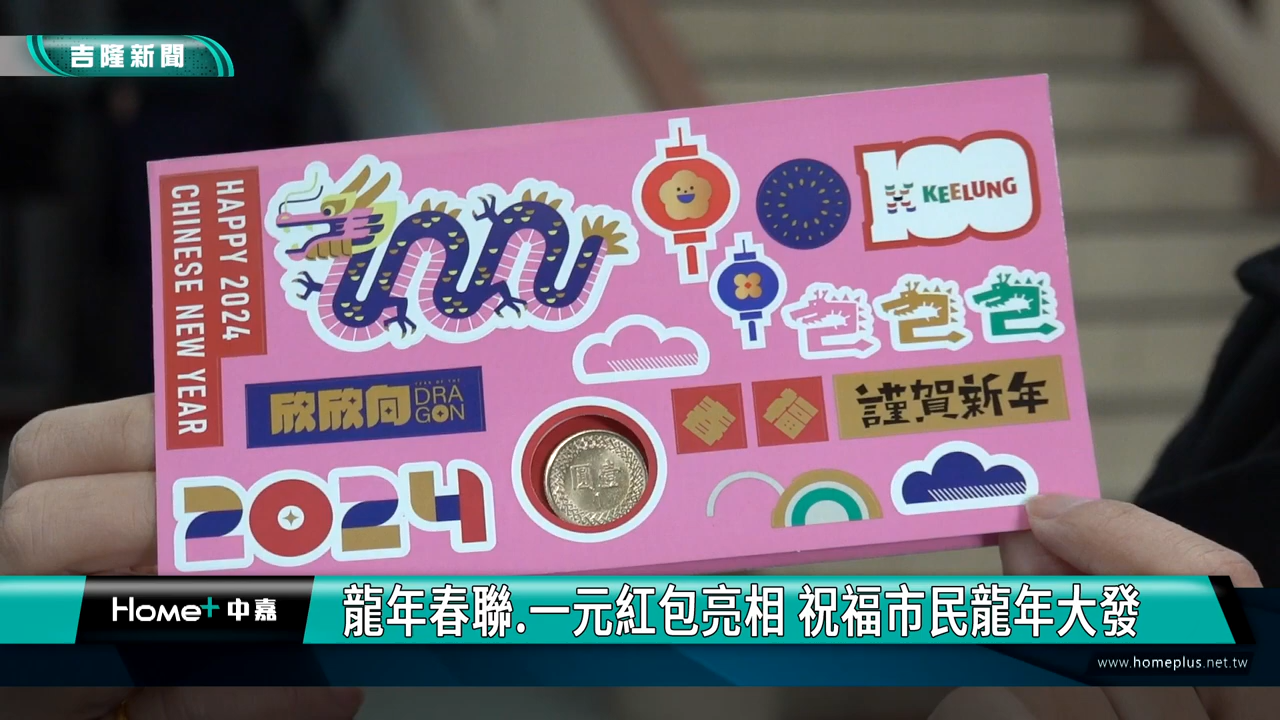 吉隆新聞
HAPPY 2024
CHINESE NEW YEAR
100
KEELUNG
欣欣向
YEAR OF THE
DRA
GON
春
福
謹賀新年
2024
壹圓
Home+中嘉
龍年春聯.一元紅包亮相 祝福市民龍年大發
www.homeplus.net.tw